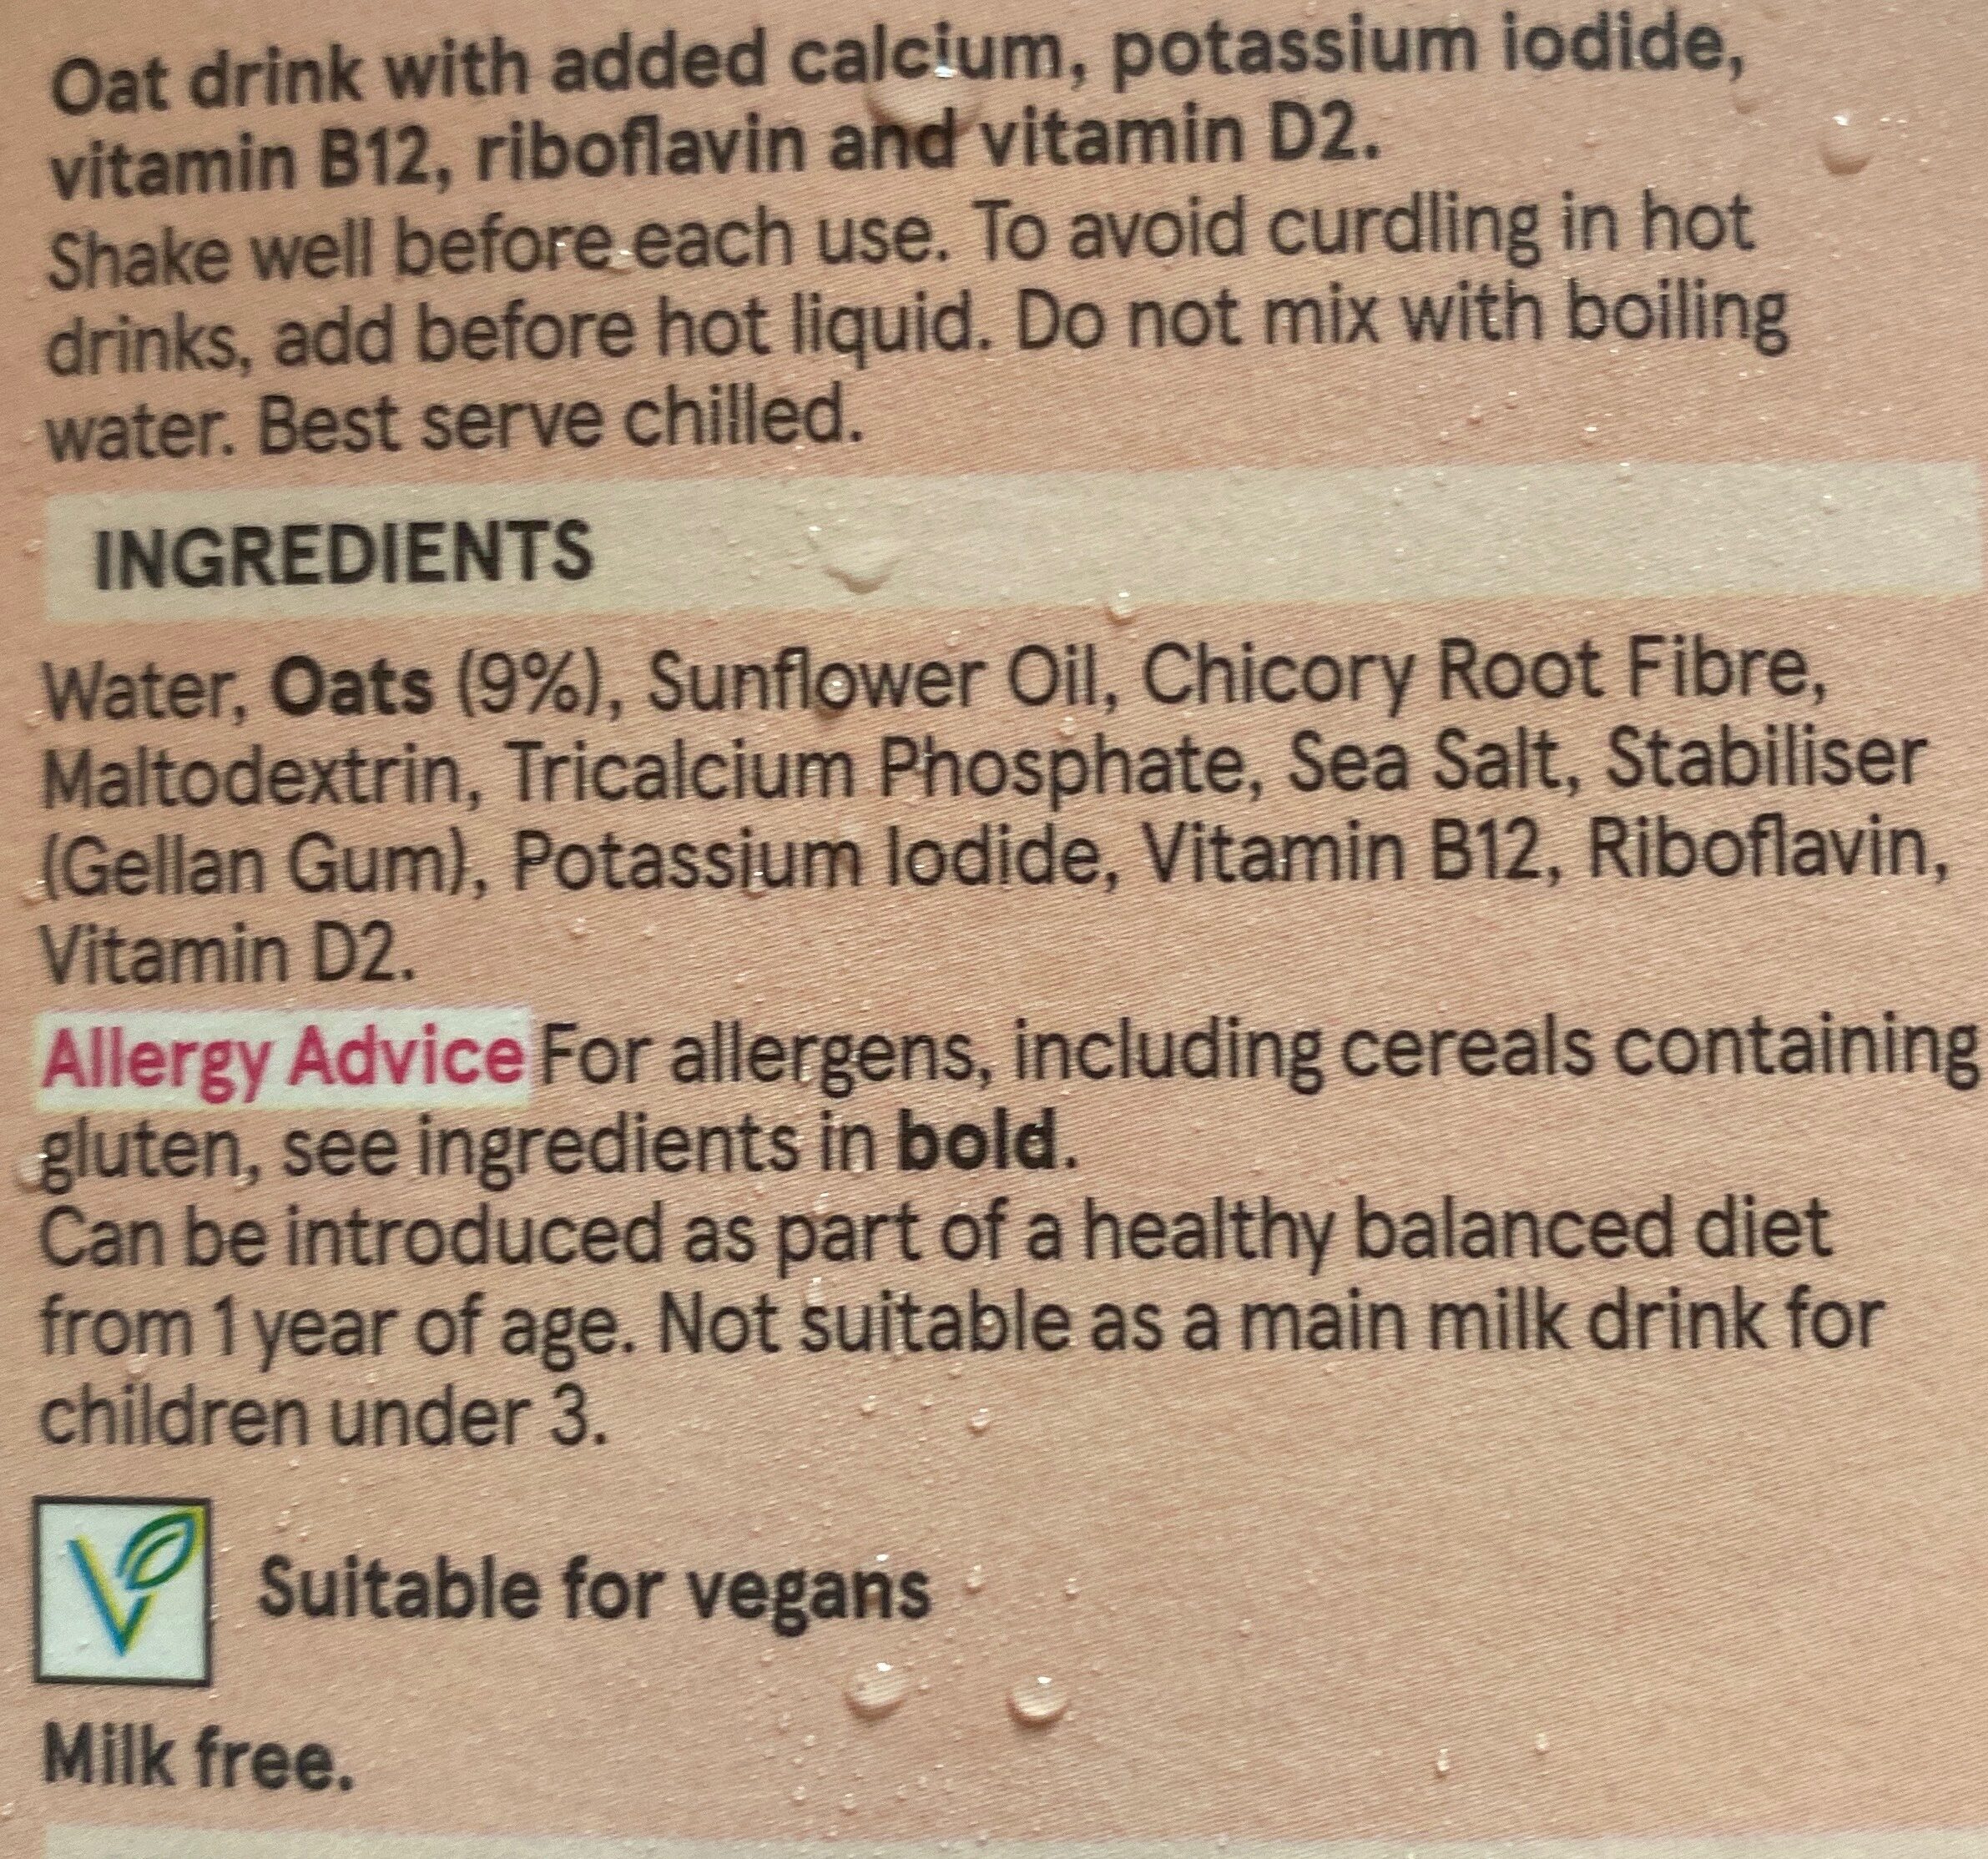 Oat drink with added calcium, potassium iodide,
vitamin B12, riboflavin and vitamin D2.
Shake well before each use. To avoid curdling in hot
drinks, add before hot liquid. Do not mix with boiling
water. Best serve chilled.
INGREDIENTS
Water, Oats (9%), Sunflower Oil, Chicory Root Fibre,
Maltodextrin, Tricalcium Phosphate, Sea Salt, Stabiliser
(Gellan Gum), Potassium Iodide, Vitamin B12, Riboflavin,
Vitamin D2.
Allergy Advice For allergens, including cereals containing
gluten, see ingredients in bold.
Can be introduced as part of a healthy balanced diet
from 1 year of age. Not suitable as a main milk drink for
children under 3.
Suitable for vegans
Milk free.